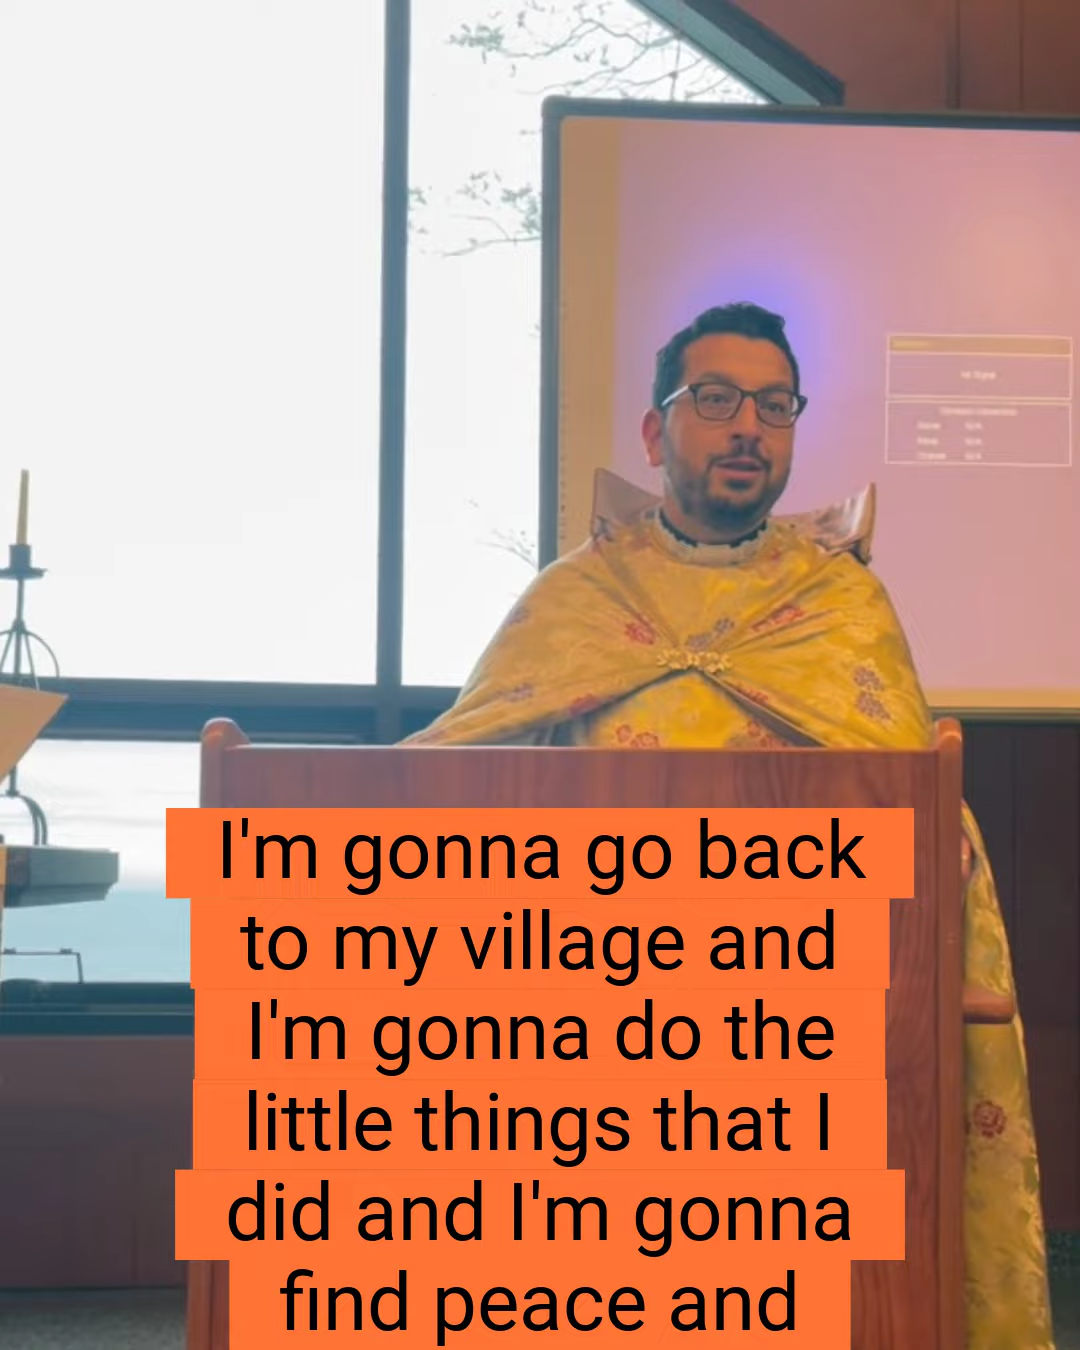 I'm gonna go back
to my village and
I'm gonna do the
little things that I
did and I'm gonna
find peace and